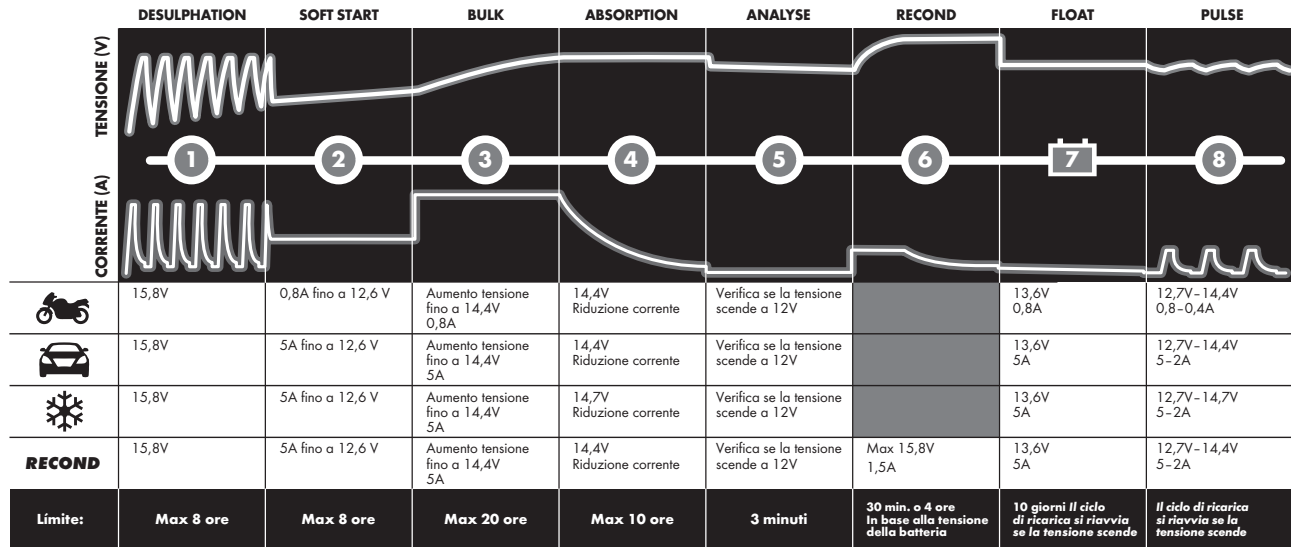 DESULPHATION SOFT START BULK ABSORPTION ANALYSE RECOND FLOAT PULSE
TENSIONE (V)
1 2 3 4 5 6 7 8
CORRENTE (A)
15,8V
0,8A fino a 12,6 V
Aumento tensione
fino a 14,4V
0,8A
14,4V
Riduzione corrente
Verifica se la tensione
scende a 12V
13,6V
0,8A
12,7V–14,4V
0,8–0,4A
15,8V
5A fino a 12,6 V
Aumento tensione
fino a 14,4V
5A
14,4V
Riduzione corrente
Verifica se la tensione
scende a 12V
13,6V
5A
12,7V–14,4V
5–2A
15,8V
5A fino a 12,6 V
Aumento tensione
fino a 14,4V
5A
14,7V
Riduzione corrente
Verifica se la tensione
scende a 12V
13,6V
5A
12,7V–14,7V
5–2A
RECOND
15,8V
5A fino a 12,6 V
Aumento tensione
fino a 14,4V
5A
14,4V
Riduzione corrente
Verifica se la tensione
scende a 12V
Max 15,8V
1,5A
13,6V
5A
12,7V–14,4V
5–2A
Límite:
Max 8 ore
Max 8 ore
Max 20 ore
Max 10 ore
3 minuti
30 min. o 4 ore
In base alla tensione
della batteria
10 giorni Il ciclo
di ricarica si riavvia
se la tensione scende
Il ciclo di ricarica
si riavvia se la
tensione scende